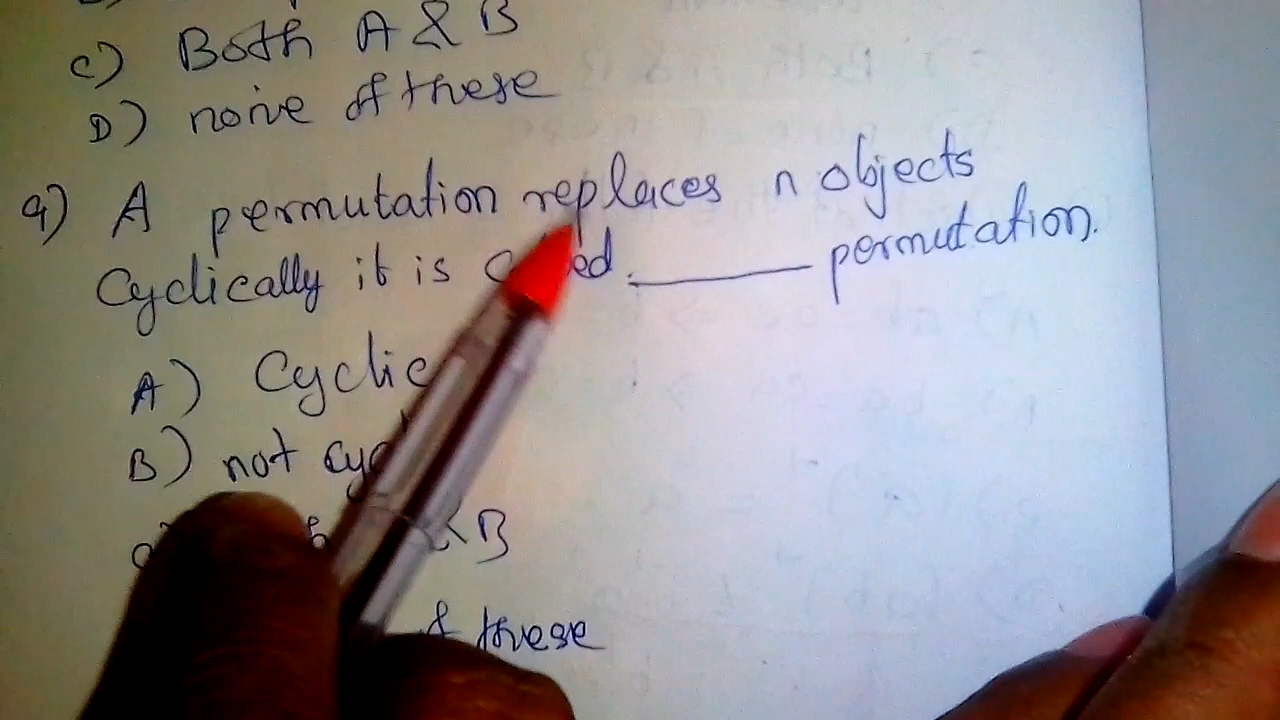 C) Both A & B
D) none of these
9) A permutation replaces n objects
Cyclically it is ______ permutation.
A) Cyclic
B) not
& B
these